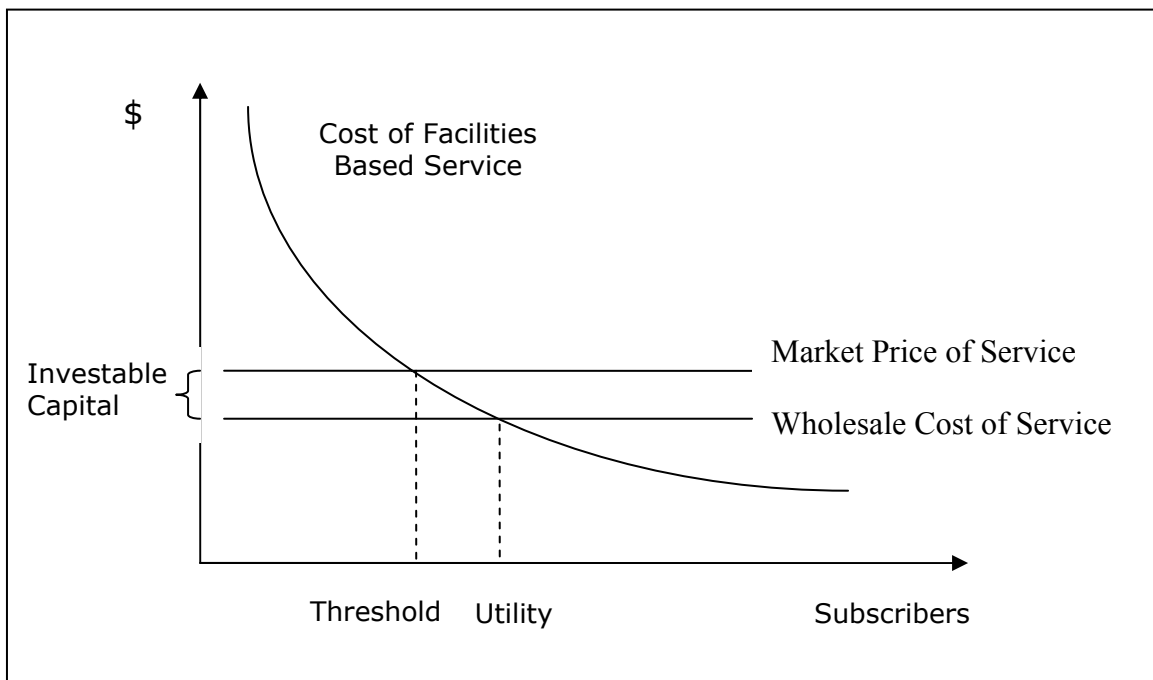 $
Cost of Facilities
Based Service
Market Price of Service
Investable
Capital
Wholesale Cost of Service
Threshold
Utility
Subscribers